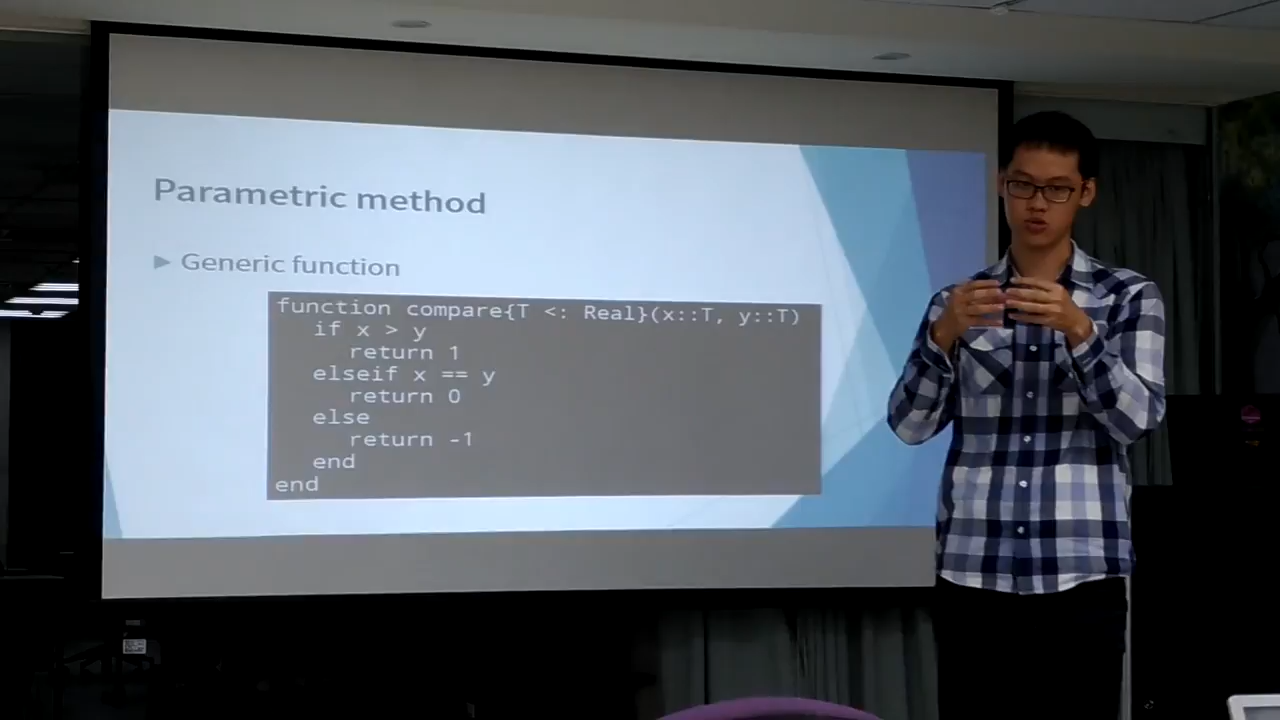 Parametric method
Generic function
function compare{T <: Real}(x::T, y::T)
if x > y
return 1
elseif x == y
return 0
else
return -1
end
end